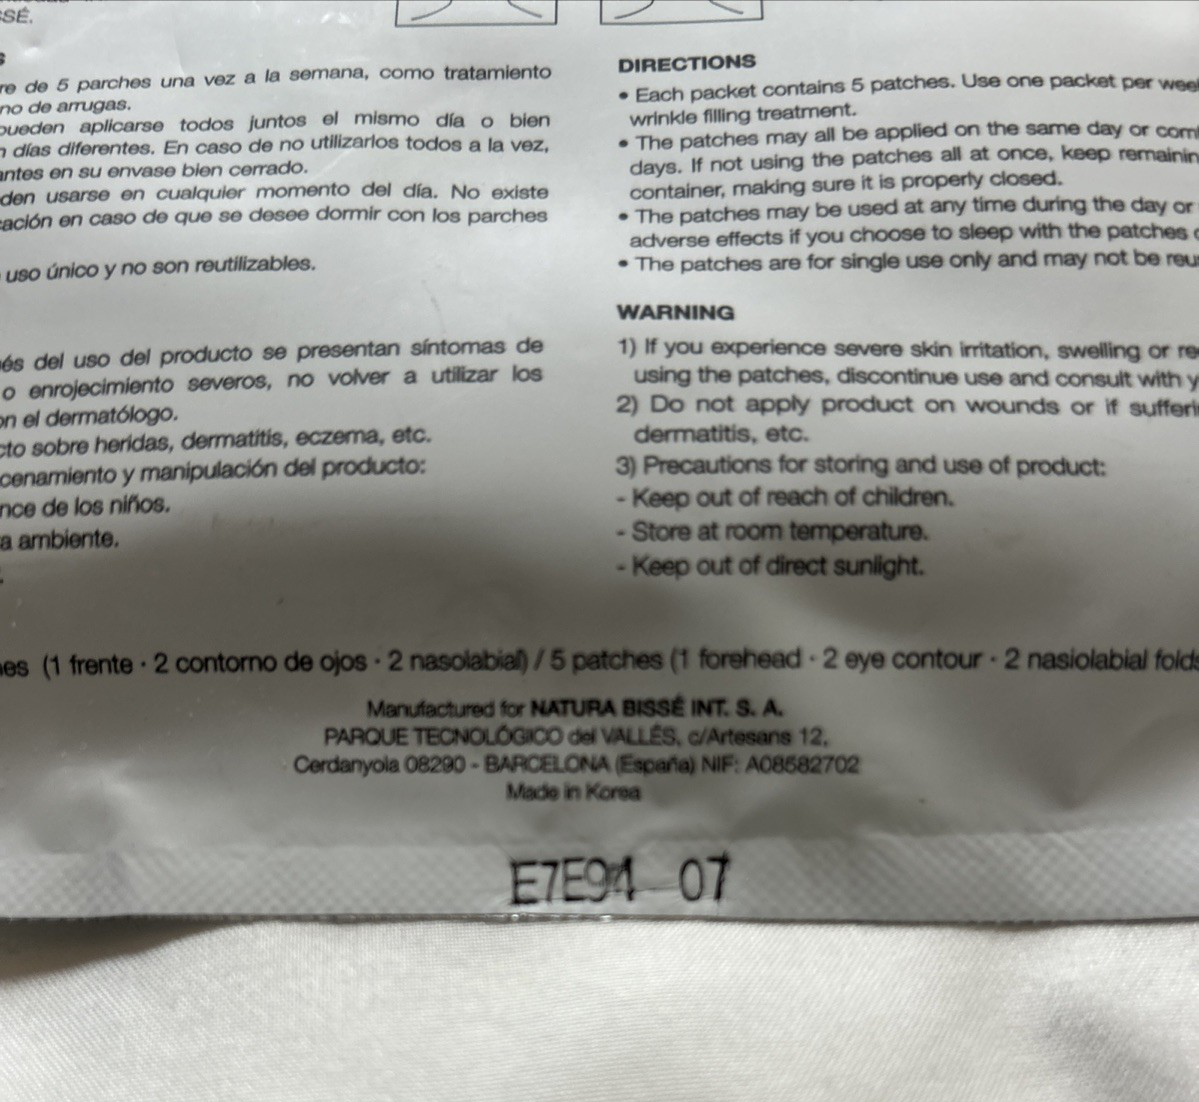 SSÉ.
s
re de 5 parches una vez a la semana, como tratamiento
no de arrugas.
pueden aplicarse todos juntos el mismo día o bien
n días diferentes. En caso de no utilizarlos todos a la vez,
antes en su envase bien cerrado.
den usarse en cualquier momento del día. No existe
cación en caso de que se desee dormir con los parches
uso único y no son reutilizables.
és del uso del producto se presentan síntomas de
o enrojecimiento severos, no volver a utilizar los
on el dermatólogo.
cto sobre heridas, dermatitis, eczema, etc.
cenamiento y manipulación del producto:
nce de los niños.
a ambiente.
DIRECTIONS
• Each packet contains 5 patches. Use one packet per wee
wrinkle filling treatment.
• The patches may all be applied on the same day or com
days. If not using the patches all at once, keep remainin
container, making sure it is properly closed.
• The patches may be used at any time during the day or
adverse effects if you choose to sleep with the patches o
• The patches are for single use only and may not be reu
WARNING
1) If you experience severe skin irritation, swelling or re
using the patches, discontinue use and consult with y
2) Do not apply product on wounds or if sufferi
dermatitis, etc.
3) Precautions for storing and use of product:
- Keep out of reach of children.
- Store at room temperature.
- Keep out of direct sunlight.
es (1 frente · 2 contorno de ojos · 2 nasolabial) / 5 patches (1 forehead · 2 eye contour · 2 nasiolabial folds
Manufactured for NATURA BISSÉ INT. S. A.
PARQUE TECNOLÓGICO del VALLÉS, c/Artesans 12,
Cerdanyola 08290 - BARCELONA (España) NIF: A08582702
Made in Korea
07